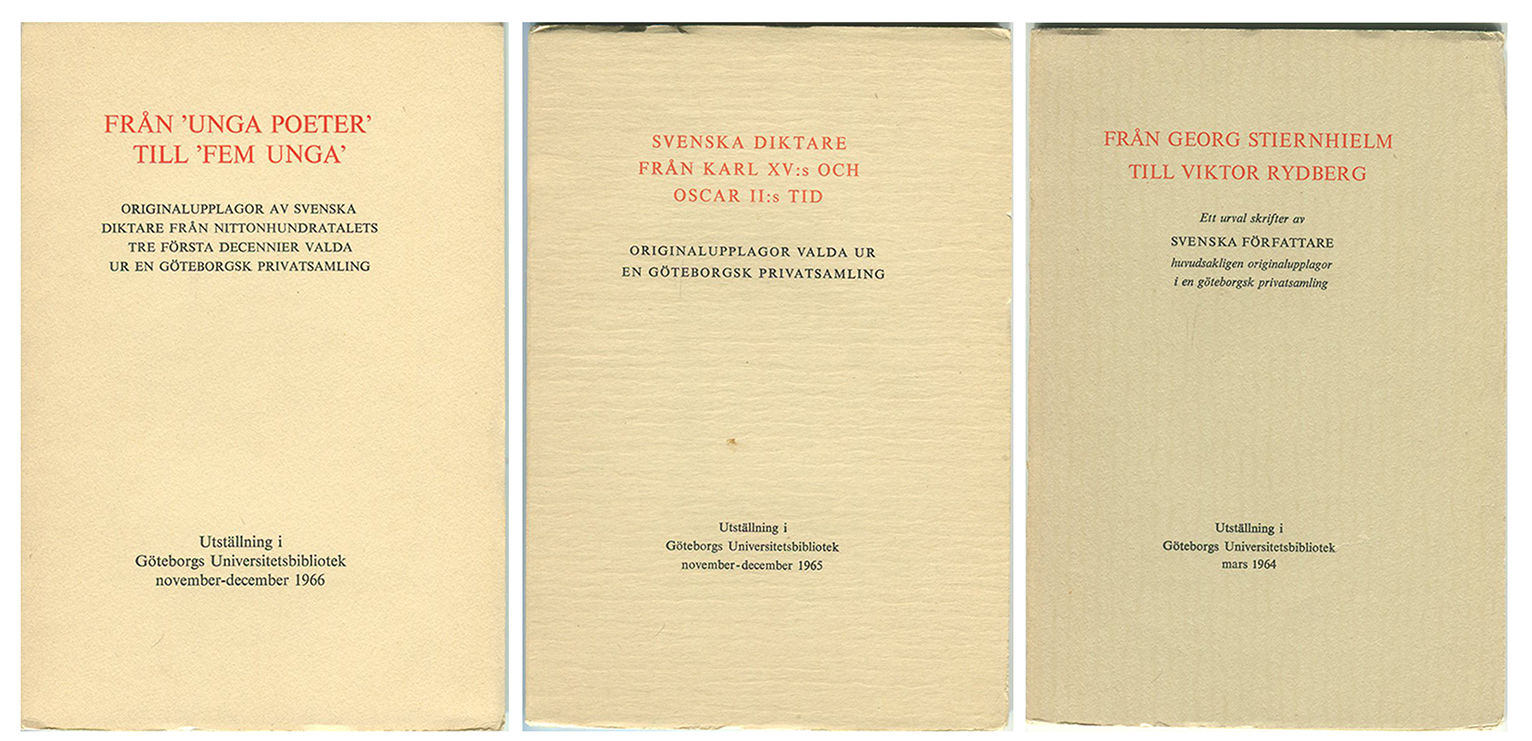 FRÅN ’UNGA POETER’
TILL ’FEM UNGA’
ORIGINALUPPLAGOR AV SVENSKA
DIKTARE FRÅN NITTONHUNDRATALETS
TRE FÖRSTA DECENNIER VALDA
UR EN GÖTEBORGSK PRIVATSAMLING
Utställning i
Göteborgs Universitetsbibliotek
november-december 1966
SVENSKA DIKTARE
FRÅN KARL XV:s OCH
OSCAR II:s TID
ORIGINALUPPLAGOR VALDA UR
EN GÖTEBORGSK PRIVATSAMLING
Utställning i
Göteborgs Universitetsbibliotek
november-december 1965
FRÅN GEORG STIERNHIELM
TILL VIKTOR RYDBERG
Ett urval skrifter av
SVENSKA FÖRFATTARE
huvudsakligen originalupplagor
i en göteborgsk privatsamling
Utställning i
Göteborgs Universitetsbibliotek
mars 1964